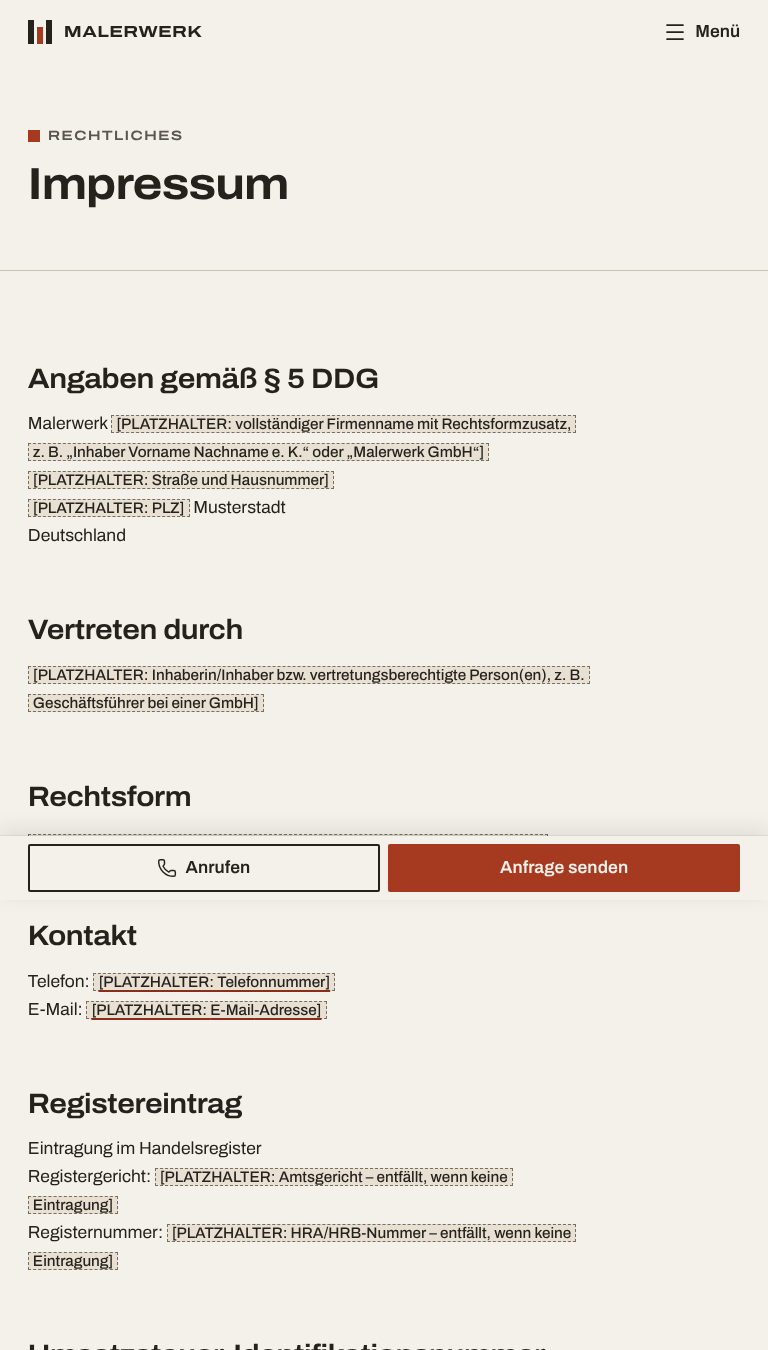 MALERWERK
Menü
RECHTLICHES
Impressum
Angaben gemäß § 5 DDG
Malerwerk [PLATZHALTER: vollständiger Firmenname mit Rechtsformzusatz,
z. B. „Inhaber Vorname Nachname e. K.“ oder „Malerwerk GmbH“]
[PLATZHALTER: Straße und Hausnummer]
[PLATZHALTER: PLZ] Musterstadt
Deutschland
Vertreten durch
[PLATZHALTER: Inhaberin/Inhaber bzw. vertretungsberechtigte Person(en), z. B.
Geschäftsführer bei einer GmbH]
Rechtsform
Anrufen
Anfrage senden
Kontakt
Telefon: [PLATZHALTER: Telefonnummer]
E-Mail: [PLATZHALTER: E-Mail-Adresse]
Registereintrag
Eintragung im Handelsregister
Registergericht: [PLATZHALTER: Amtsgericht – entfällt, wenn keine
Eintragung]
Registernummer: [PLATZHALTER: HRA/HRB-Nummer – entfällt, wenn keine
Eintragung]
Umsatzsteuer-Identifikationsnummer